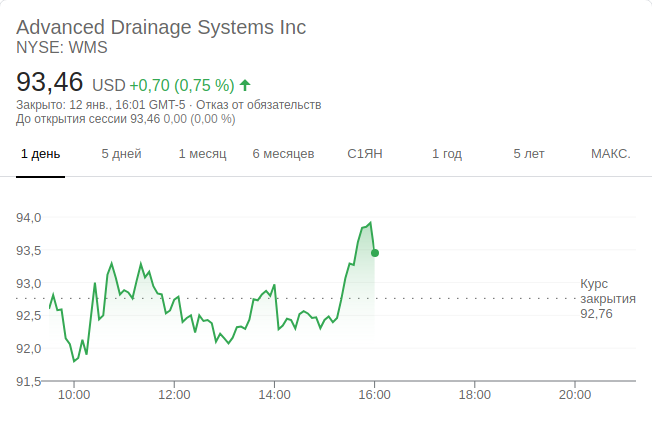 Advanced Drainage Systems Inc
NYSE: WMS
93,46 USD +0,70 (0,75 %)
Закрыто: 12 янв., 16:01 GMT-5 · Отказ от обязательств
До открытия сессии 93,46 0,00 (0,00 %)
1 день 5 дней 1 месяц 6 месяцев С1ЯН 1 год 5 лет МАКС.
94,0
93,5
93,0
92,5
92,0
91,5
Курс
закрытия
92,76
10:00 12:00 14:00 16:00 18:00 20:00